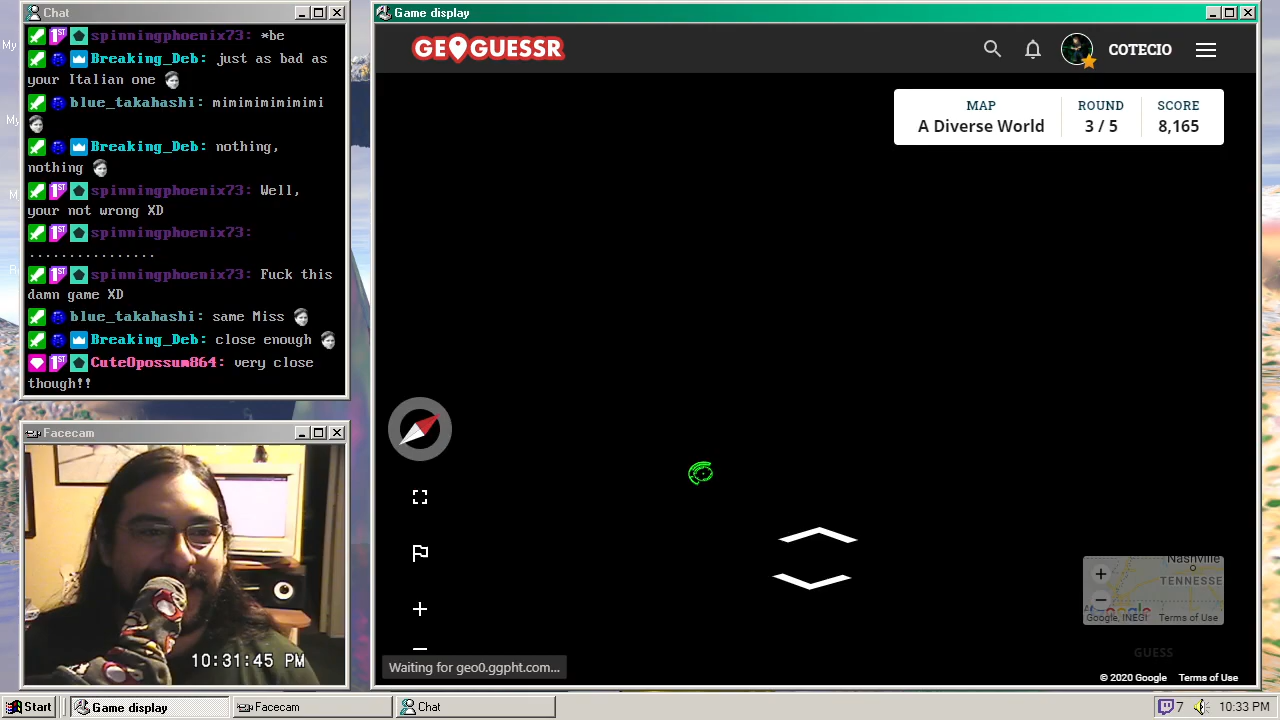 Chat
spinningphoenix73: *be
Breaking_Deb: just as bad as
your Italian one
blue_takahashi: mimimimimimi
Breaking_Deb: nothing,
nothing
spinningphoenix73: Well,
your not wrong XD
spinningphoenix73:
................
spinningphoenix73: Fuck this
damn game XD
blue_takahashi: same Miss
Breaking_Deb: close enough
CuteOpossum864: very close
though!!
Facecam
10:31:45 PM
Game display
GEOGUESSR
COTECIO
MAP
A Diverse World
ROUND
3 / 5
SCORE
8,165
Nashville
TENNESSE
Google
Google, INEGI
Terms of Use
GUESS
Waiting for geo0.ggpht.com...
© 2020 Google
Terms of Use
Start
Game display
Facecam
Chat
7
10:33 PM